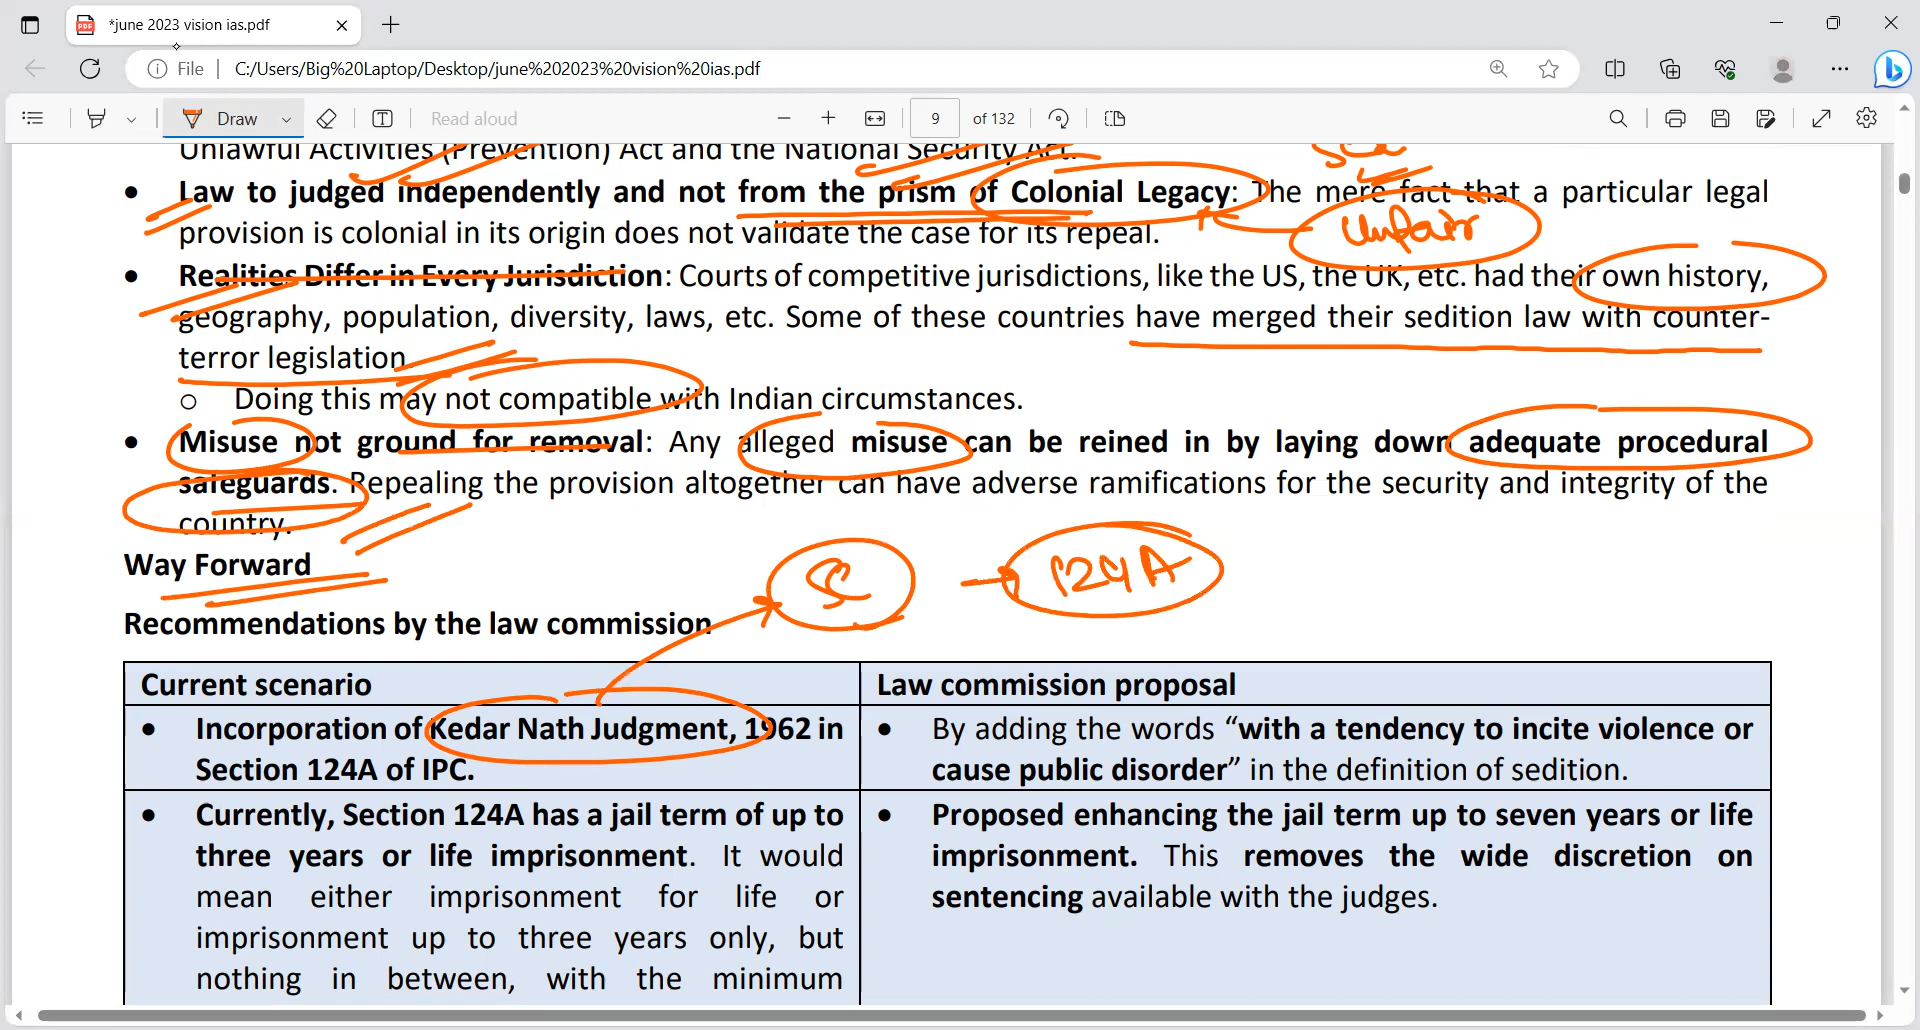 *june 2023 vision ias.pdf
File
C:/Users/Big%20Laptop/Desktop/june%202023%20vision%20ias.pdf
Draw
Read aloud
9 of 132
Unlawful Activities (Prevention) Act and the National Security Act.
• Law to judged independently and not from the prism of Colonial Legacy: The mere fact that a particular legal
provision is colonial in its origin does not validate the case for its repeal.
Unfair
• Realities Differ in Every Jurisdiction: Courts of competitive jurisdictions, like the US, the UK, etc. had their own history,
geography, population, diversity, laws, etc. Some of these countries have merged their sedition law with counter-
terror legislation.
o Doing this may not compatible with Indian circumstances.
• Misuse not ground for removal: Any alleged misuse can be reined in by laying down adequate procedural
safeguards. Repealing the provision altogether can have adverse ramifications for the security and integrity of the
country.
Way Forward
SC
124A
Recommendations by the law commission
Current scenario
Law commission proposal
• Incorporation of Kedar Nath Judgment, 1962 in
Section 124A of IPC.
• By adding the words “with a tendency to incite violence or
cause public disorder” in the definition of sedition.
• Currently, Section 124A has a jail term of up to
three years or life imprisonment. It would
mean either imprisonment for life or
imprisonment up to three years only, but
nothing in between, with the minimum
• Proposed enhancing the jail term up to seven years or life
imprisonment. This removes the wide discretion on
sentencing available with the judges.